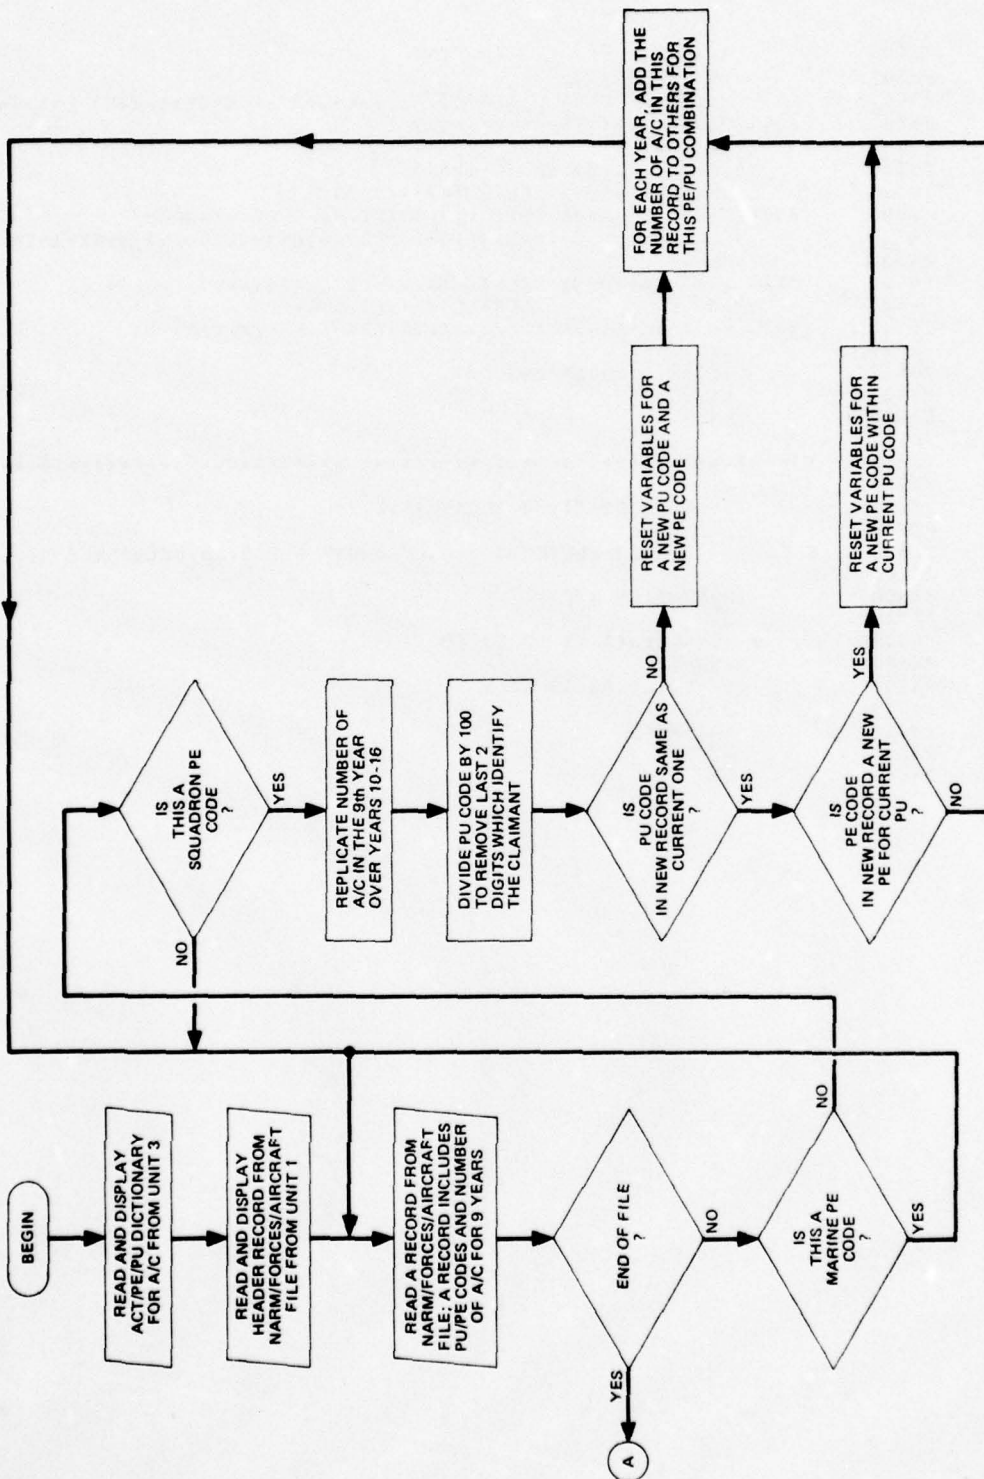 BEGIN
READ AND DISPLAY
ACT/PE/PU DICTIONARY
FOR A/C FROM UNIT 3
READ AND DISPLAY
HEADER RECORD FROM
NARM/FORCES/AIRCRAFT
FILE FROM UNIT 1
READ A RECORD FROM
NARM/FORCES/AIRCRAFT
FILE; A RECORD INCLUDES
PU/PE CODES AND NUMBER
OF A/C FOR 9 YEARS
END OF FILE
?
YES
A
NO
IS
THIS A
MARINE PE
CODE
?
YES
NO
IS
THIS A
SQUADRON PE
CODE
?
NO
YES
REPLICATE NUMBER OF
A/C IN THE 9th YEAR
OVER YEARS 10-16
DIVIDE PU CODE BY 100
TO REMOVE LAST 2
DIGITS WHICH IDENTIFY
THE CLAIMANT
IS
PU CODE
IN NEW RECORD SAME AS
CURRENT ONE
?
NO
YES
RESET VARIABLES FOR
A NEW PU CODE AND A
NEW PE CODE
IS
PE CODE
IN NEW RECORD A NEW
PE FOR CURRENT
PU
?
YES
NO
RESET VARIABLES FOR
A NEW PE CODE WITHIN
CURRENT PU CODE
FOR EACH YEAR, ADD THE
NUMBER OF A/C IN THIS
RECORD TO OTHERS FOR
THIS PE/PU COMBINATION